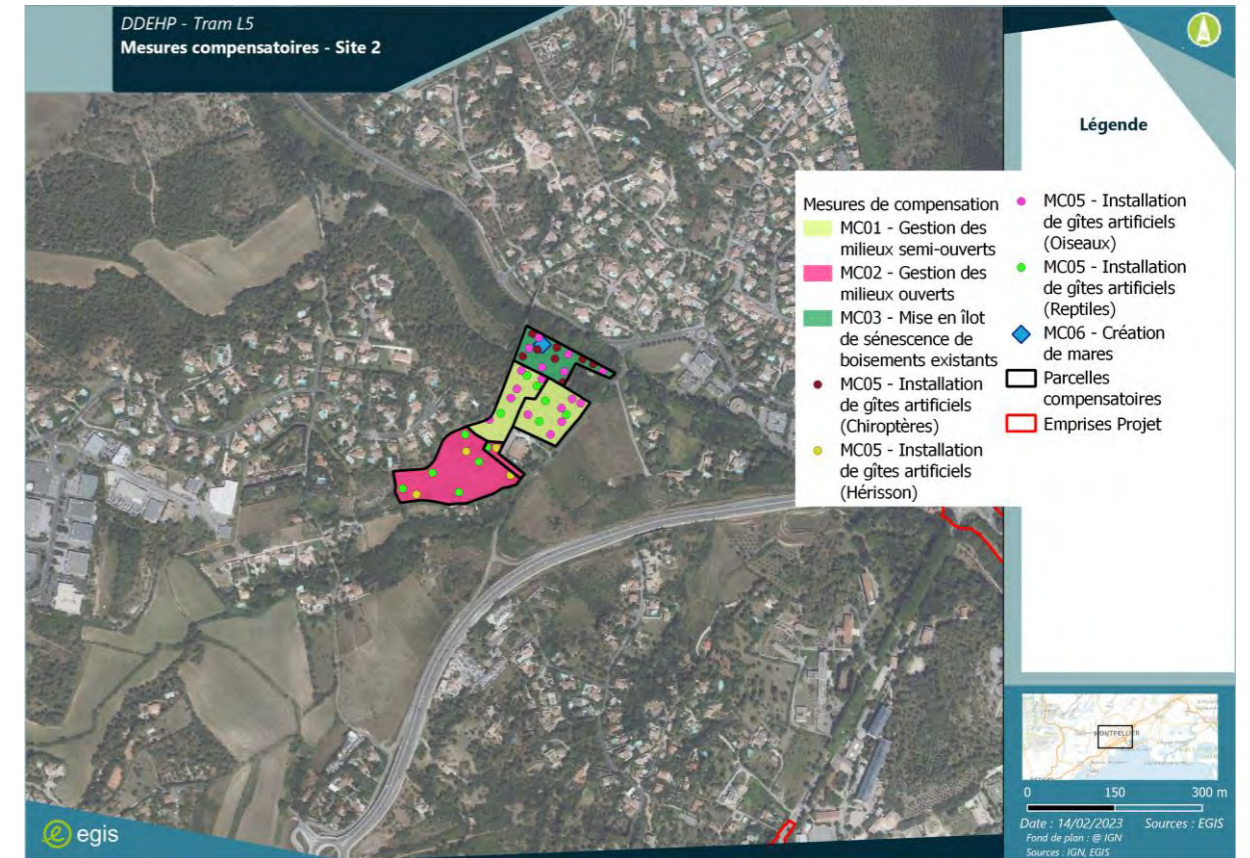 DDEHP - Tram L5
Mesures compensatoires - Site 2
Légende
Mesures de compensation
MC01 - Gestion des
milieux semi-ouverts
MC02 - Gestion des
milieux ouverts
MC03 - Mise en îlot
de sénescence de
boisements existants
MC05 - Installation
de gîtes artificiels
(Chiroptères)
MC05 - Installation
de gîtes artificiels
(Hérisson)
MC05 - Installation
de gîtes artificiels
(Oiseaux)
MC05 - Installation
de gîtes artificiels
(Reptiles)
MC06 - Création
de mares
Parcelles
compensatoires
Emprises Projet
MONTPELLIER
0 150 300 m
Date : 14/02/2023 Sources : EGIS
Fond de plan : @ IGN
Sources : IGN, EGIS
egis